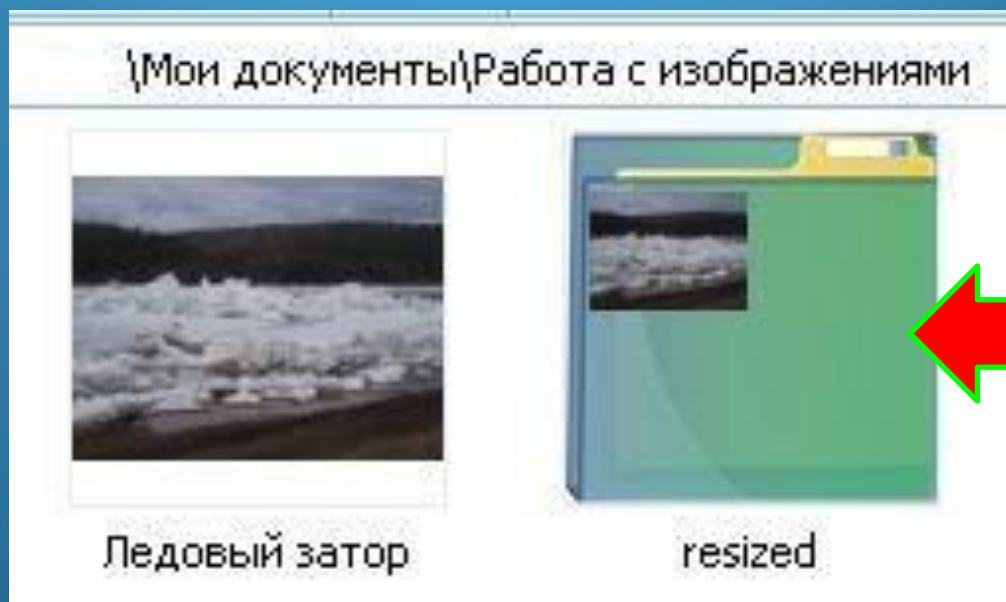 \Мои документы\Работа с изображениями
Ледовый затор
resized